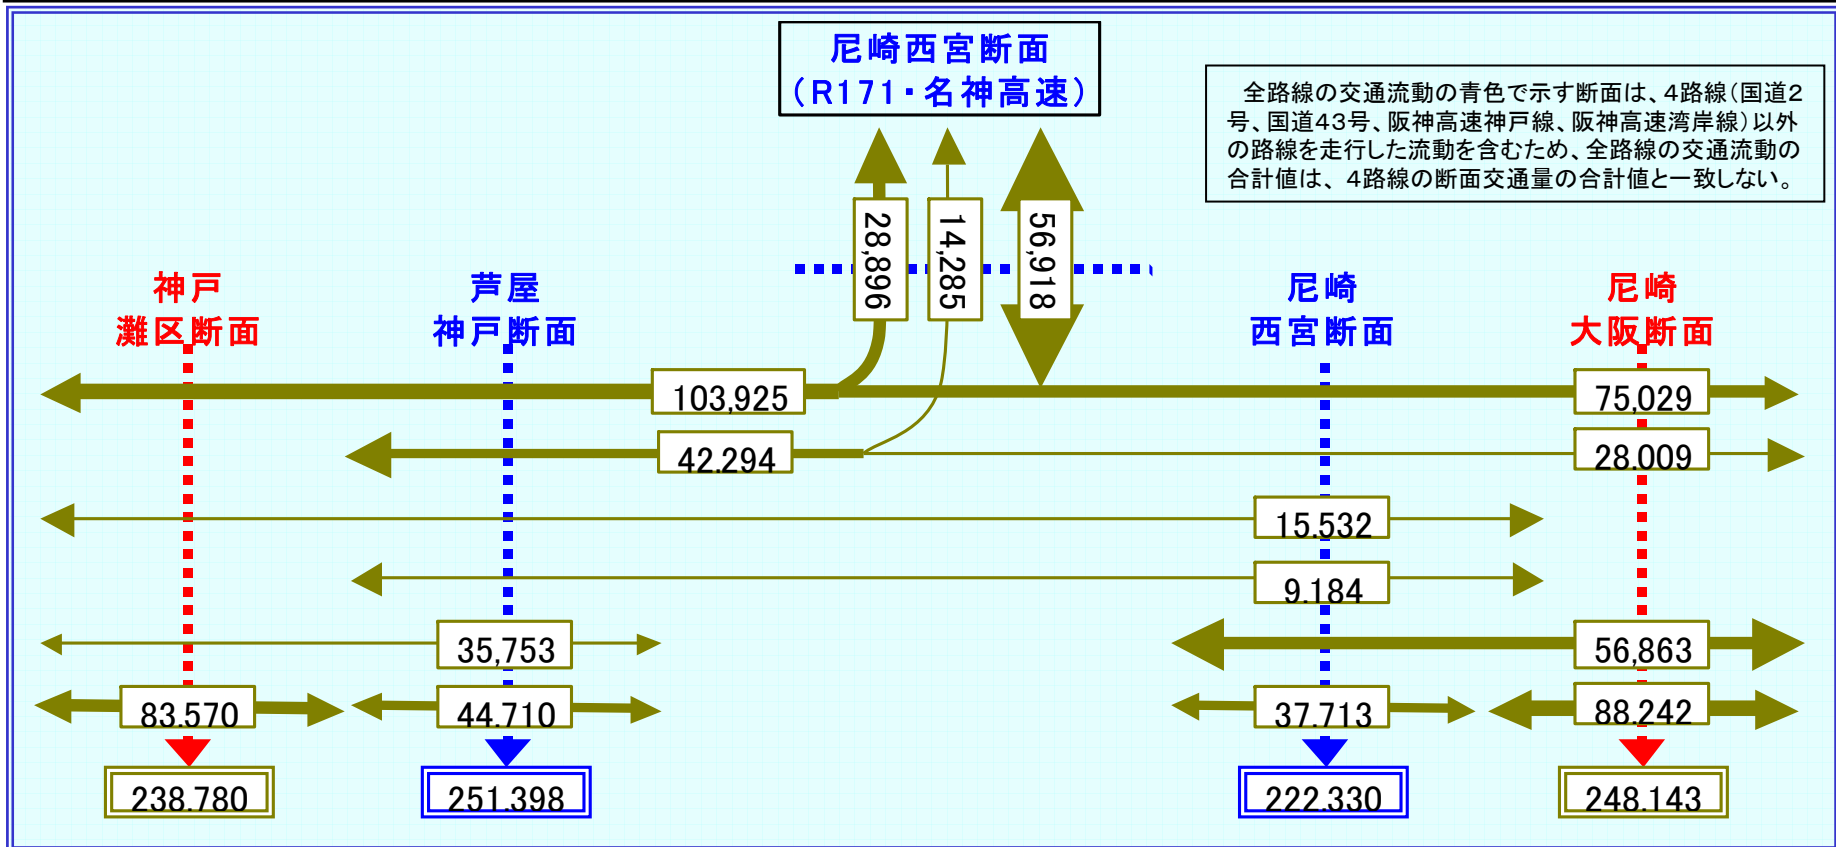 尼崎西宮断面
（R171・名神高速）
全路線の交通流動の青色で示す断面は、4路線（国道2
号、国道43号、阪神高速神戸線、阪神高速湾岸線）以外
の路線を走行した流動を含むため、全路線の交通流動の
合計値は、4路線の断面交通量の合計値と一致しない。
28,896
14,285
56,918
神戸
灘区断面
芦屋
神戸断面
尼崎
西宮断面
尼崎
大阪断面
103,925
75,029
42.294
28.009
15.532
9.184
35,753
56,863
83.570
44.710
37.713
88.242
238.780
251.398
222.330
248.143